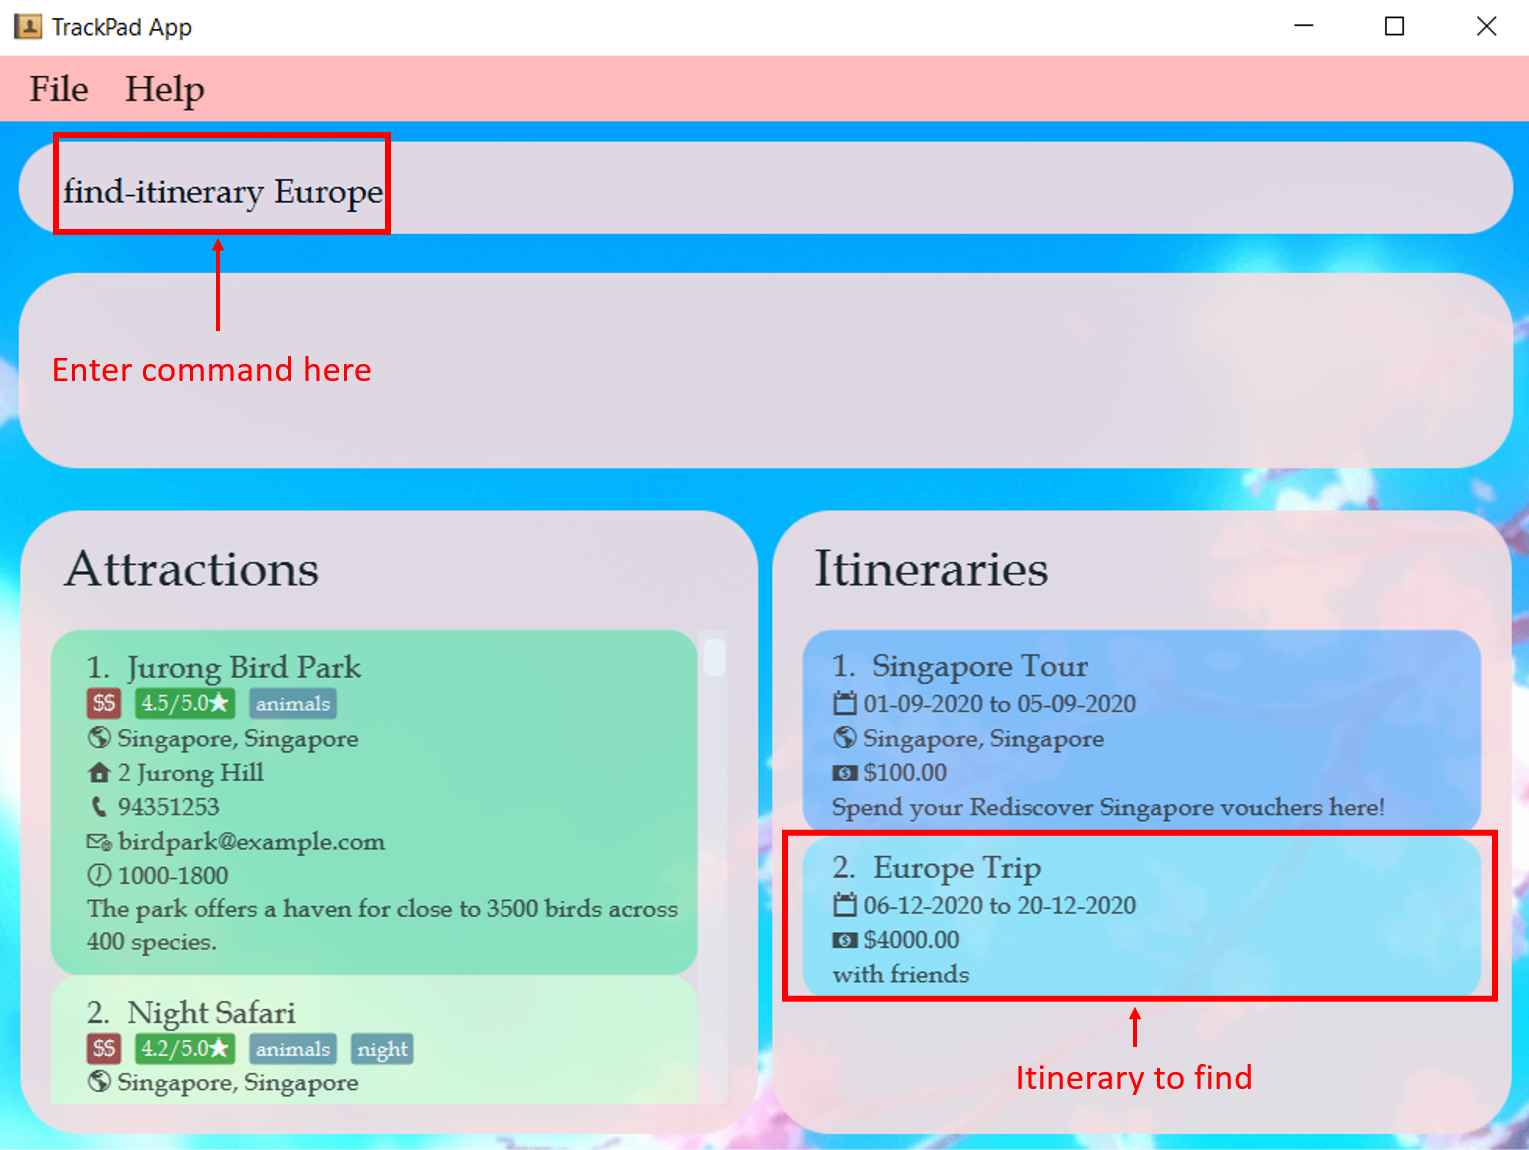 TrackPad App
File Help
find-itinerary Europe
Enter command here
Attractions
1. Jurong Bird Park
$$ 4.5/5.0★ animals
Singapore, Singapore
2 Jurong Hill
94351253
birdpark@example.com
1000-1800
The park offers a haven for close to 3500 birds across
400 species.
2. Night Safari
$$ 4.2/5.0★ animals night
Singapore, Singapore
Itineraries
1. Singapore Tour
01-09-2020 to 05-09-2020
Singapore, Singapore
$100.00
Spend your Rediscover Singapore vouchers here!
2. Europe Trip
06-12-2020 to 20-12-2020
$4000.00
with friends
Itinerary to find